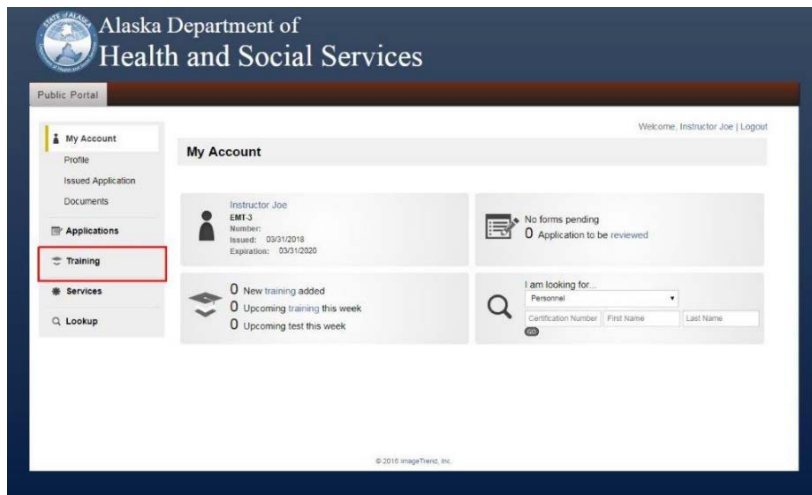 Alaska Department of
Health and Social Services
Public Portal
Welcome, Instructor Joe | Logout
My Account
Profile
Issued Application
Documents
Applications
Training
Services
Lookup
My Account
Instructor Joe
EMT-3
Number:
Issued: 03/31/2018
Expiration: 03/31/2020
No forms pending
0 Application to be reviewed
0 New training added
0 Upcoming training this week
0 Upcoming test this week
I am looking for...
Personnel
Certification Number First Name Last Name
GO